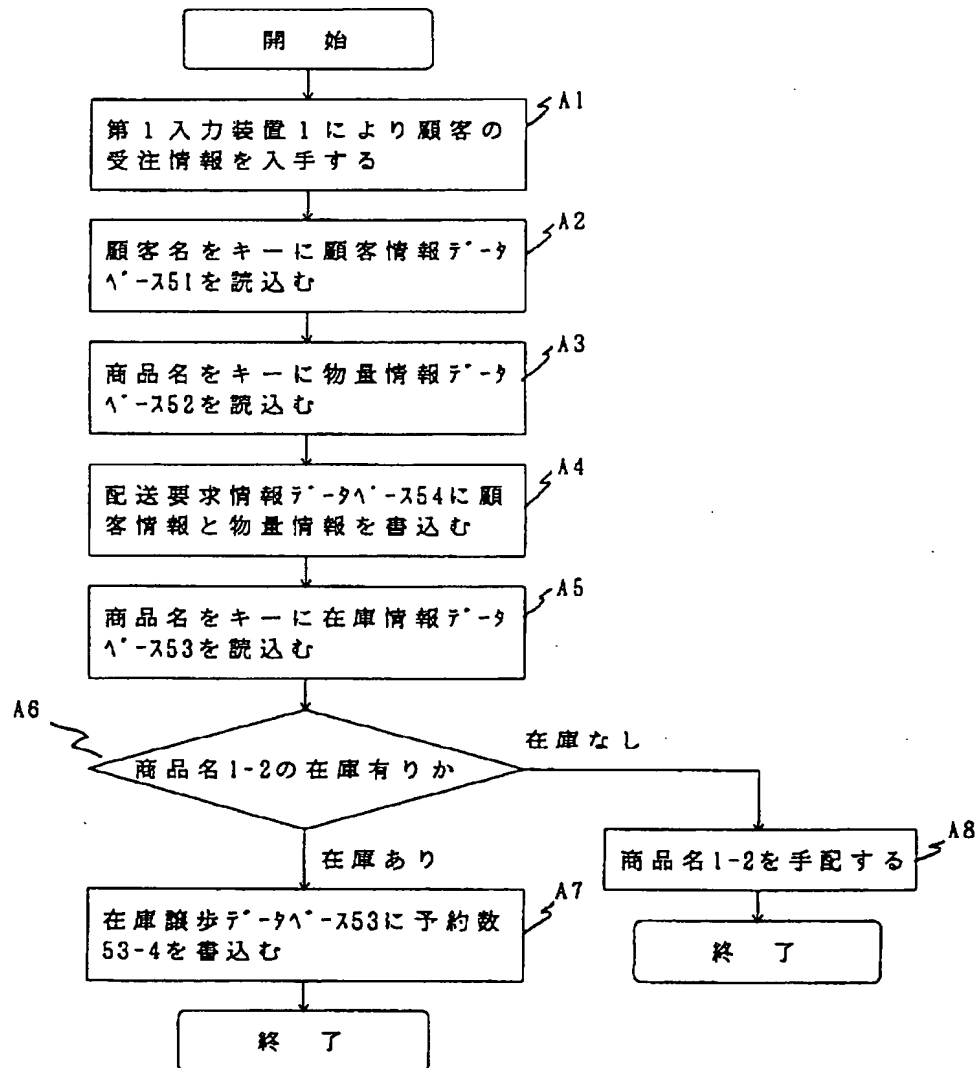 開 始
A1
第1入力装置1により顧客の
受注情報を入手する
A2
顧客名をキーに顧客情報ﾃﾞｰﾀ
ﾍﾞｰｽ51を読込む
A3
商品名をキーに物量情報ﾃﾞｰﾀ
ﾍﾞｰｽ52を読込む
A4
配送要求情報ﾃﾞｰﾀﾍﾞｰｽ54に顧
客情報と物量情報を書込む
A5
商品名をキーに在庫情報ﾃﾞｰﾀ
ﾍﾞｰｽ53を読込む
A6
商品名1-2の在庫有りか
在庫なし
在庫あり
A8
商品名1-2を手配する
終 了
A7
在庫譲歩ﾃﾞｰﾀﾍﾞｰｽ53に予約数
53-4を書込む
終 了